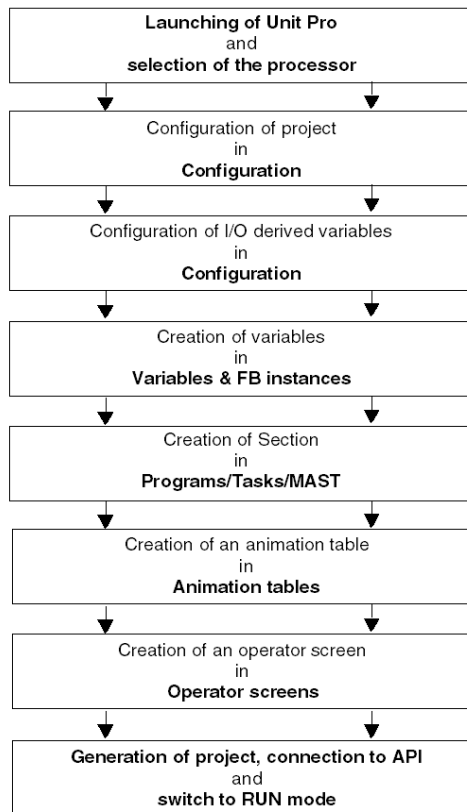 Launching of Unit Pro
and
selection of the processor
Configuration of project
in
Configuration
Configuration of I/O derived variables
in
Configuration
Creation of variables
in
Variables & FB instances
Creation of Section
in
Programs/Tasks/MAST
Creation of an animation table
in
Animation tables
Creation of an operator screen
in
Operator screens
Generation of project, connection to API
and
switch to RUN mode